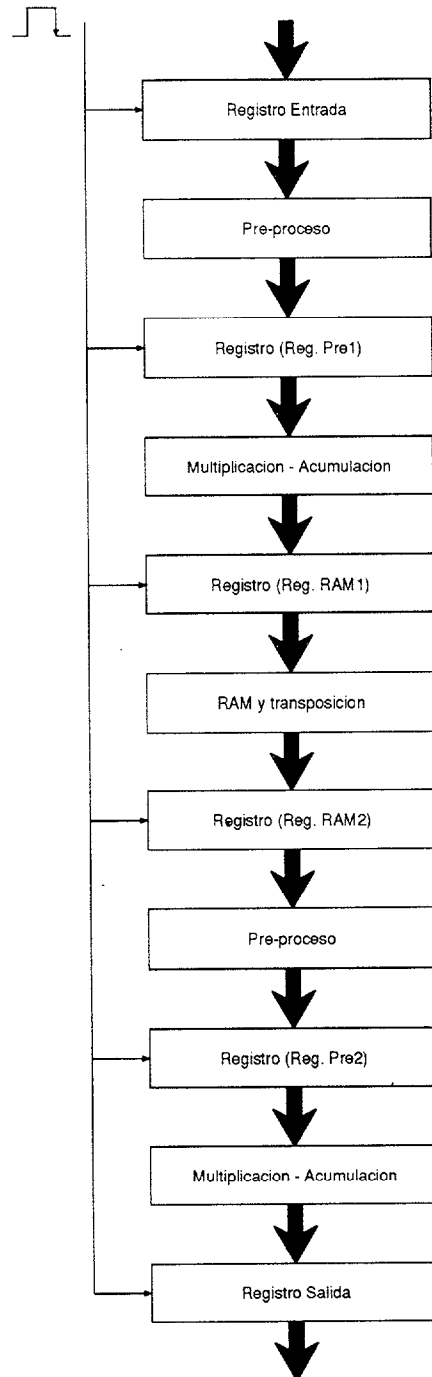 Registro Entrada
Pre-proceso
Registro (Reg. Pre1)
Multiplicacion - Acumulacion
Registro (Reg. RAM1)
RAM y transposicion
Registro (Reg. RAM2)
Pre-proceso
Registro (Reg. Pre2)
Multiplicacion - Acumulacion
Registro Salida